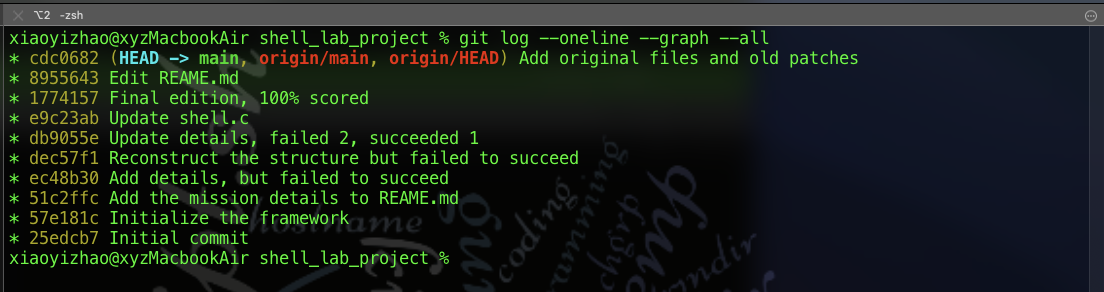 ⌥2 -zsh
xiaoyizhao@xyzMacbookAir shell_lab_project % git log --oneline --graph --all
* cdc0682 (HEAD -> main, origin/main, origin/HEAD) Add original files and old patches
* 8955643 Edit REAME.md
* 1774157 Final edition, 100% scored
* e9c23ab Update shell.c
* db9055e Update details, failed 2, succeeded 1
* dec57f1 Reconstruct the structure but failed to succeed
* ec48b30 Add details, but failed to succeed
* 51c2ffc Add the mission details to REAME.md
* 57e181c Initialize the framework
* 25edcb7 Initial commit
xiaoyizhao@xyzMacbookAir shell_lab_project %
hostname
coding